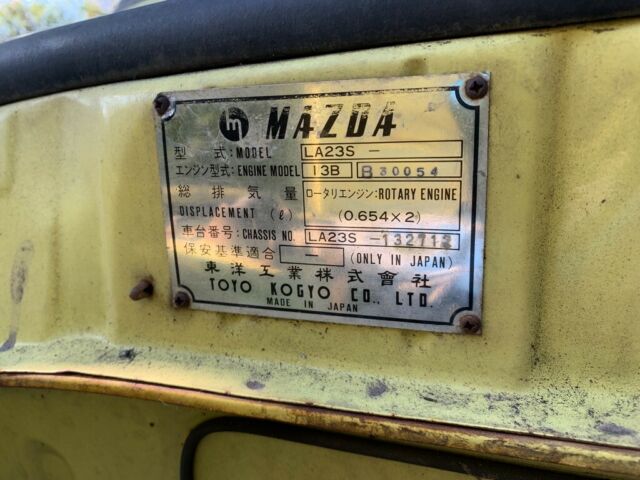 m MAZDA
型式:MODEL LA23S –
エンジン型式:ENGINE MODEL 13B B30054
総排気量 ロータリエンジン:ROTARY ENGINE
DISPLACEMENT (ℓ) (0.654×2)
車台番号:CHASSIS NO. LA23S –132712
保安基準適合 — (ONLY IN JAPAN)
東洋工業株式會社
TOYO KOGYO CO., LTD.
MADE IN JAPAN